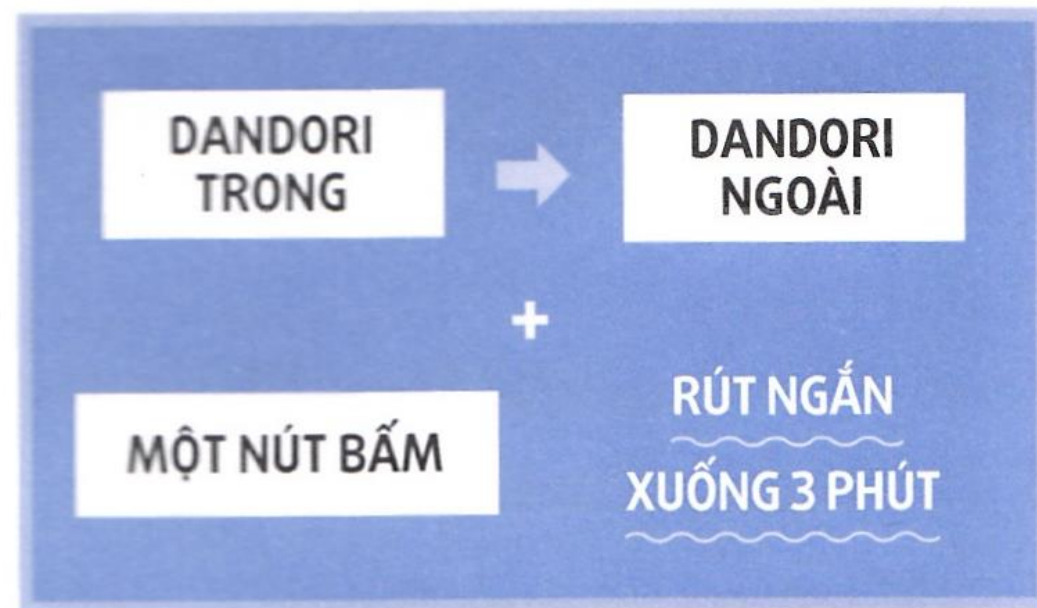 DANDORI
TRONG
DANDORI
NGOÀI
+
MỘT NÚT BẤM
RÚT NGẮN
XUỐNG 3 PHÚT